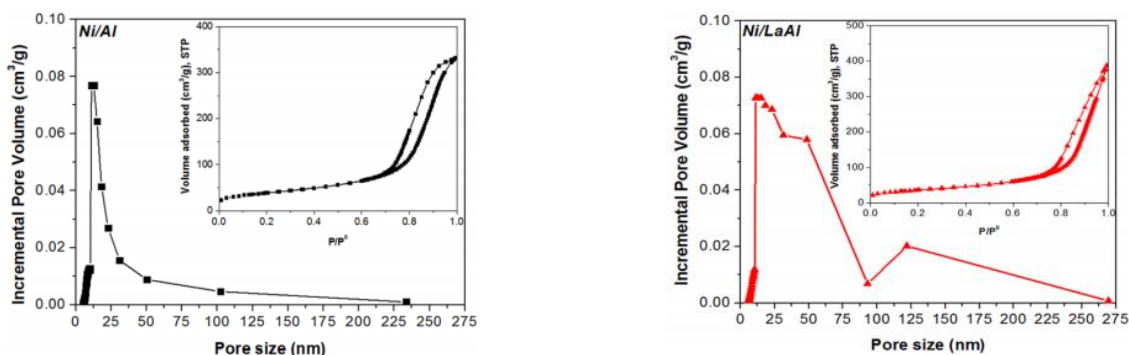 Ni/Al
Incremental Pore Volume (cm³/g)
0.10
0.08
0.06
0.04
0.02
0.00
0 25 50 75 100 125 150 175 200 225 250 275
Pore size (nm)
Volume adsorbed (cm³/g), STP
400
300
200
100
0
0.0 0.2 0.4 0.6 0.8 1.0
P/P⁰
Ni/LaAl
Incremental Pore Volume (cm³/g)
0.10
0.08
0.06
0.04
0.02
0.00
0 25 50 75 100 125 150 175 200 225 250 275
Pore size (nm)
Volume adsorbed (cm³/g), STP
500
400
300
200
100
0
0.0 0.2 0.4 0.6 0.8 1.0
P/P⁰